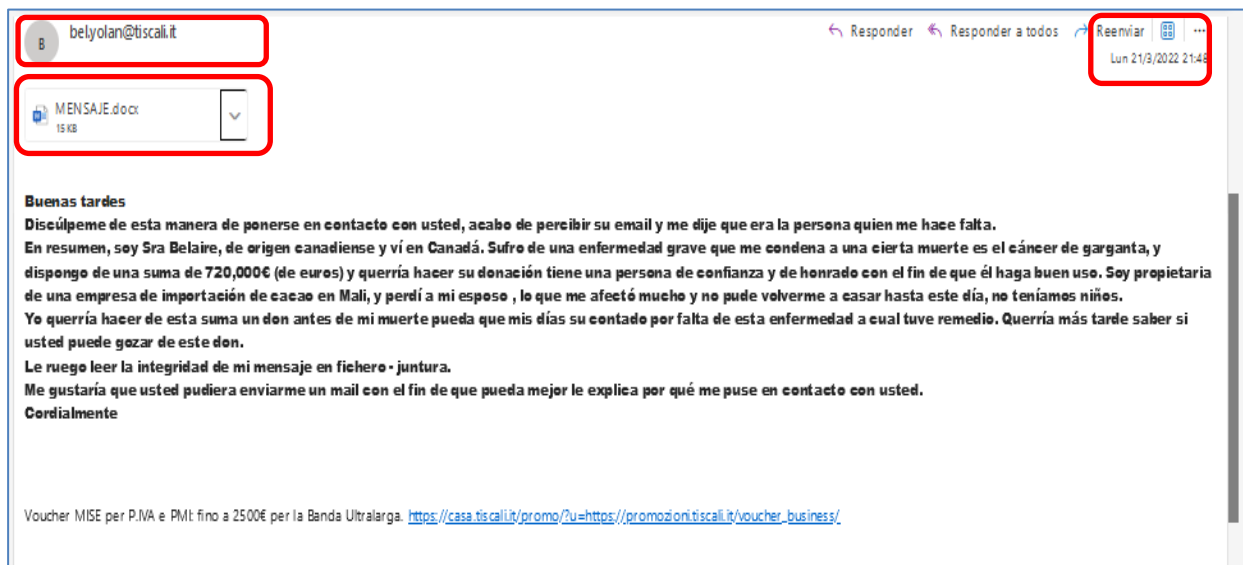 B
bel.yolan@tiscali.it
Responder
Responder a todos
Reenviar
Lun 21/3/2022 21:48
MENSAJE.docx
15 KB
Buenas tardes
Discúlpeme de esta manera de ponerse en contacto con usted, acabo de percibir su email y me dije que era la persona quien me hace falta.
En resumen, soy Sra Belaire, de origen canadiense y ví en Canadá. Sufro de una enfermedad grave que me condena a una cierta muerte es el cáncer de garganta, y
dispongo de una suma de 720,000€ (de euros) y querría hacer su donación tiene una persona de confianza y de honrado con el fin de que él haga buen uso. Soy propietaria
de una empresa de importación de cacao en Mali, y perdí a mi esposo , lo que me afectó mucho y no pude volverme a casar hasta este día, no teníamos niños.
Yo querría hacer de esta suma un don antes de mi muerte pueda que mis días su contado por falta de esta enfermedad a cual tuve remedio. Querría más tarde saber si
usted puede gozar de este don.
Le ruego leer la integridad de mi mensaje en fichero - juntura.
Me gustaría que usted pudiera enviarme un mail con el fin de que pueda mejor le explica por qué me puse en contacto con usted.
Cordialmente
Voucher MISE per P.IVA e PMI: fino a 2500€ per la Banda Ultralarga. https://casa.tiscali.it/promo/?u=https://promozioni.tiscali.it/voucher_business/